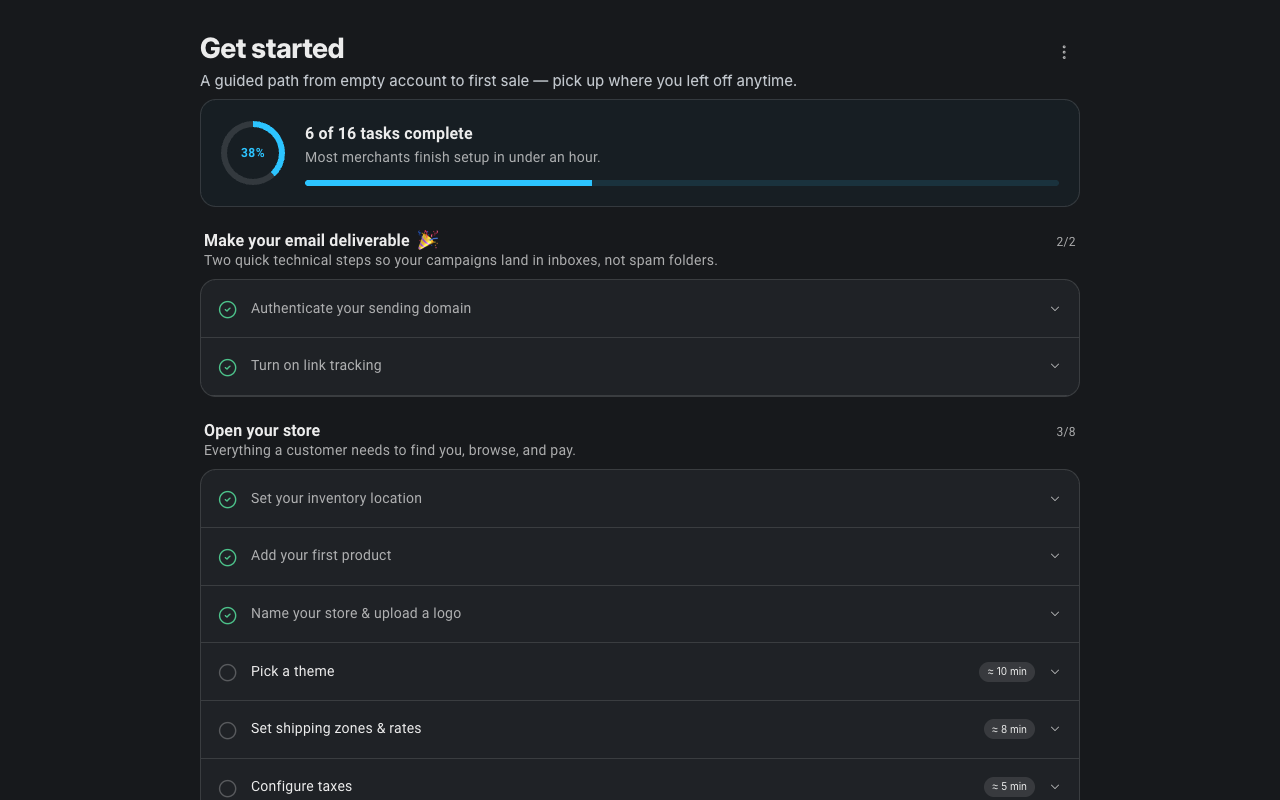 Get started
A guided path from empty account to first sale — pick up where you left off anytime.
38%
6 of 16 tasks complete
Most merchants finish setup in under an hour.
Make your email deliverable 🎉
2/2
Two quick technical steps so your campaigns land in inboxes, not spam folders.
Authenticate your sending domain
Turn on link tracking
Open your store
3/8
Everything a customer needs to find you, browse, and pay.
Set your inventory location
Add your first product
Name your store & upload a logo
Pick a theme
≈ 10 min
Set shipping zones & rates
≈ 8 min
Configure taxes
≈ 5 min